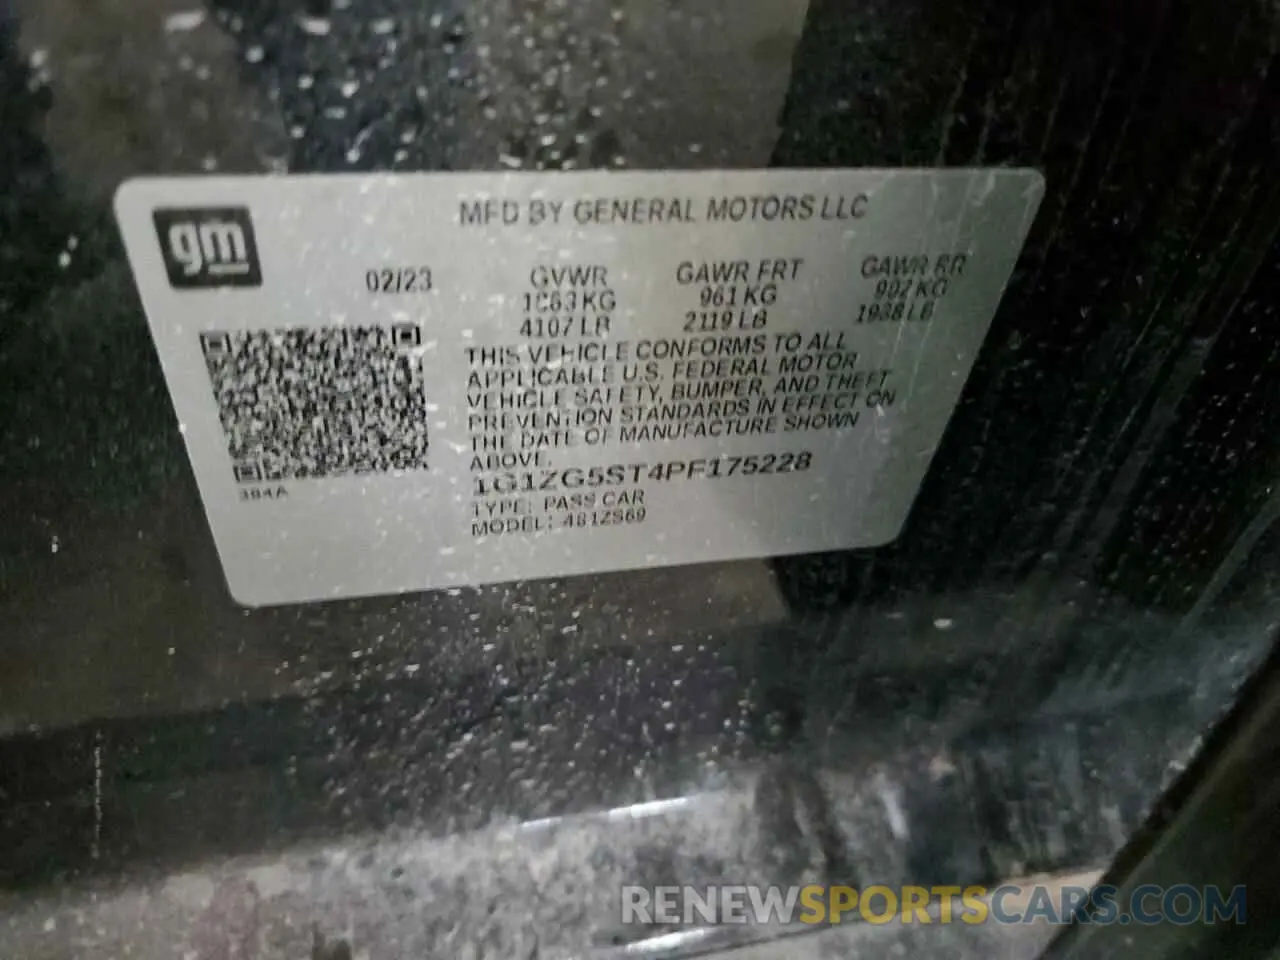 gm
MFD BY GENERAL MOTORS LLC
02/23 GVWR GAWR FRT GAWR RR
1863 KG 961 KG 902 KG
4107 LB 2119 LB 1988 LB
THIS VEHICLE CONFORMS TO ALL
APPLICABLE U.S. FEDERAL MOTOR
VEHICLE SAFETY, BUMPER, AND THEFT
PREVENTION STANDARDS IN EFFECT ON
THE DATE OF MANUFACTURE SHOWN
ABOVE.
1G1ZG5ST4PF175228
TYPE: PASS CAR
MODEL:
384A
RENEWSPORTSCARS.COM